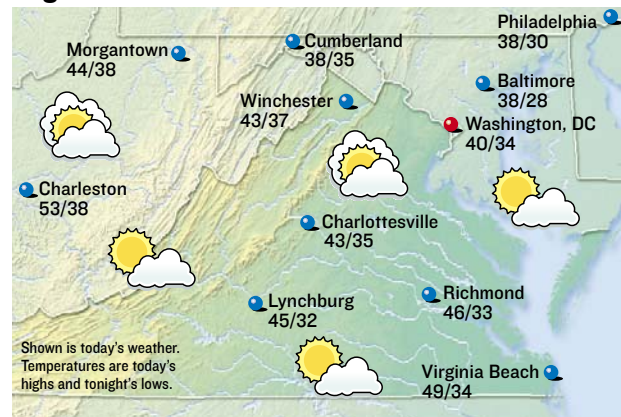 Philadelphia
38/30
Morgantown
44/38
Cumberland
38/35
Baltimore
38/28
Winchester
43/37
Washington, DC
40/34
Charleston
53/38
Charlottesville
43/35
Lynchburg
45/32
Richmond
46/33
Shown is today's weather.
Temperatures are today's
highs and tonight's lows.
Virginia Beach
49/34